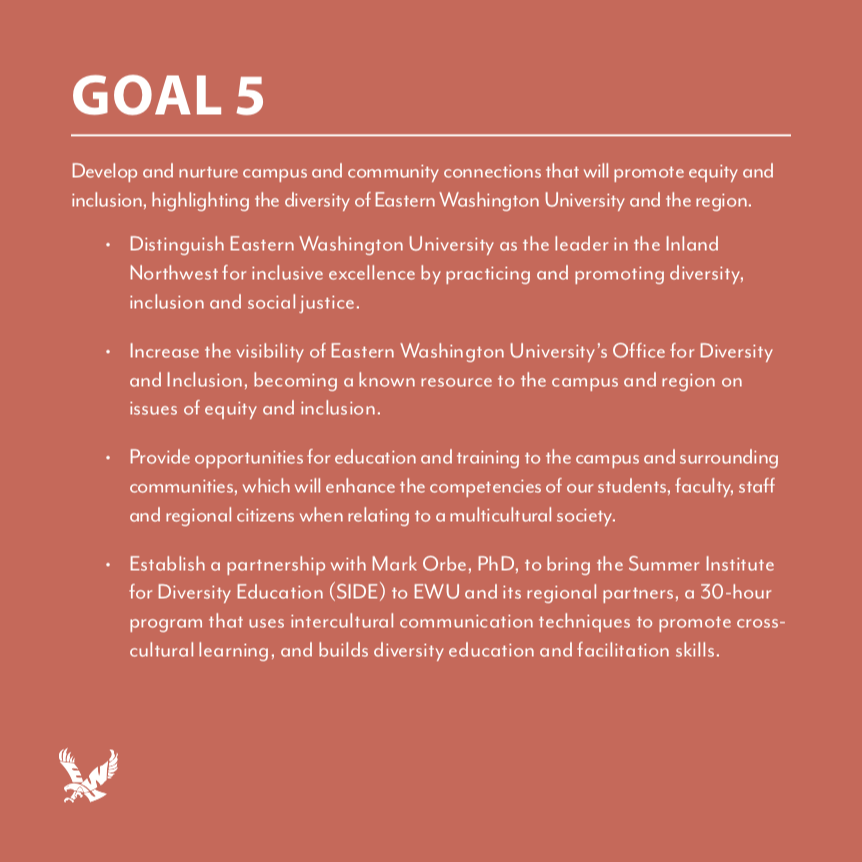 GOAL 5
Develop and nurture campus and community connections that will promote equity and
inclusion, highlighting the diversity of Eastern Washington University and the region.
• Distinguish Eastern Washington University as the leader in the Inland
Northwest for inclusive excellence by practicing and promoting diversity,
inclusion and social justice.
• Increase the visibility of Eastern Washington University’s Office for Diversity
and Inclusion, becoming a known resource to the campus and region on
issues of equity and inclusion.
• Provide opportunities for education and training to the campus and surrounding
communities, which will enhance the competencies of our students, faculty, staff
and regional citizens when relating to a multicultural society.
• Establish a partnership with Mark Orbe, PhD, to bring the Summer Institute
for Diversity Education (SIDE) to EWU and its regional partners, a 30-hour
program that uses intercultural communication techniques to promote cross-
cultural learning, and builds diversity education and facilitation skills.
EW